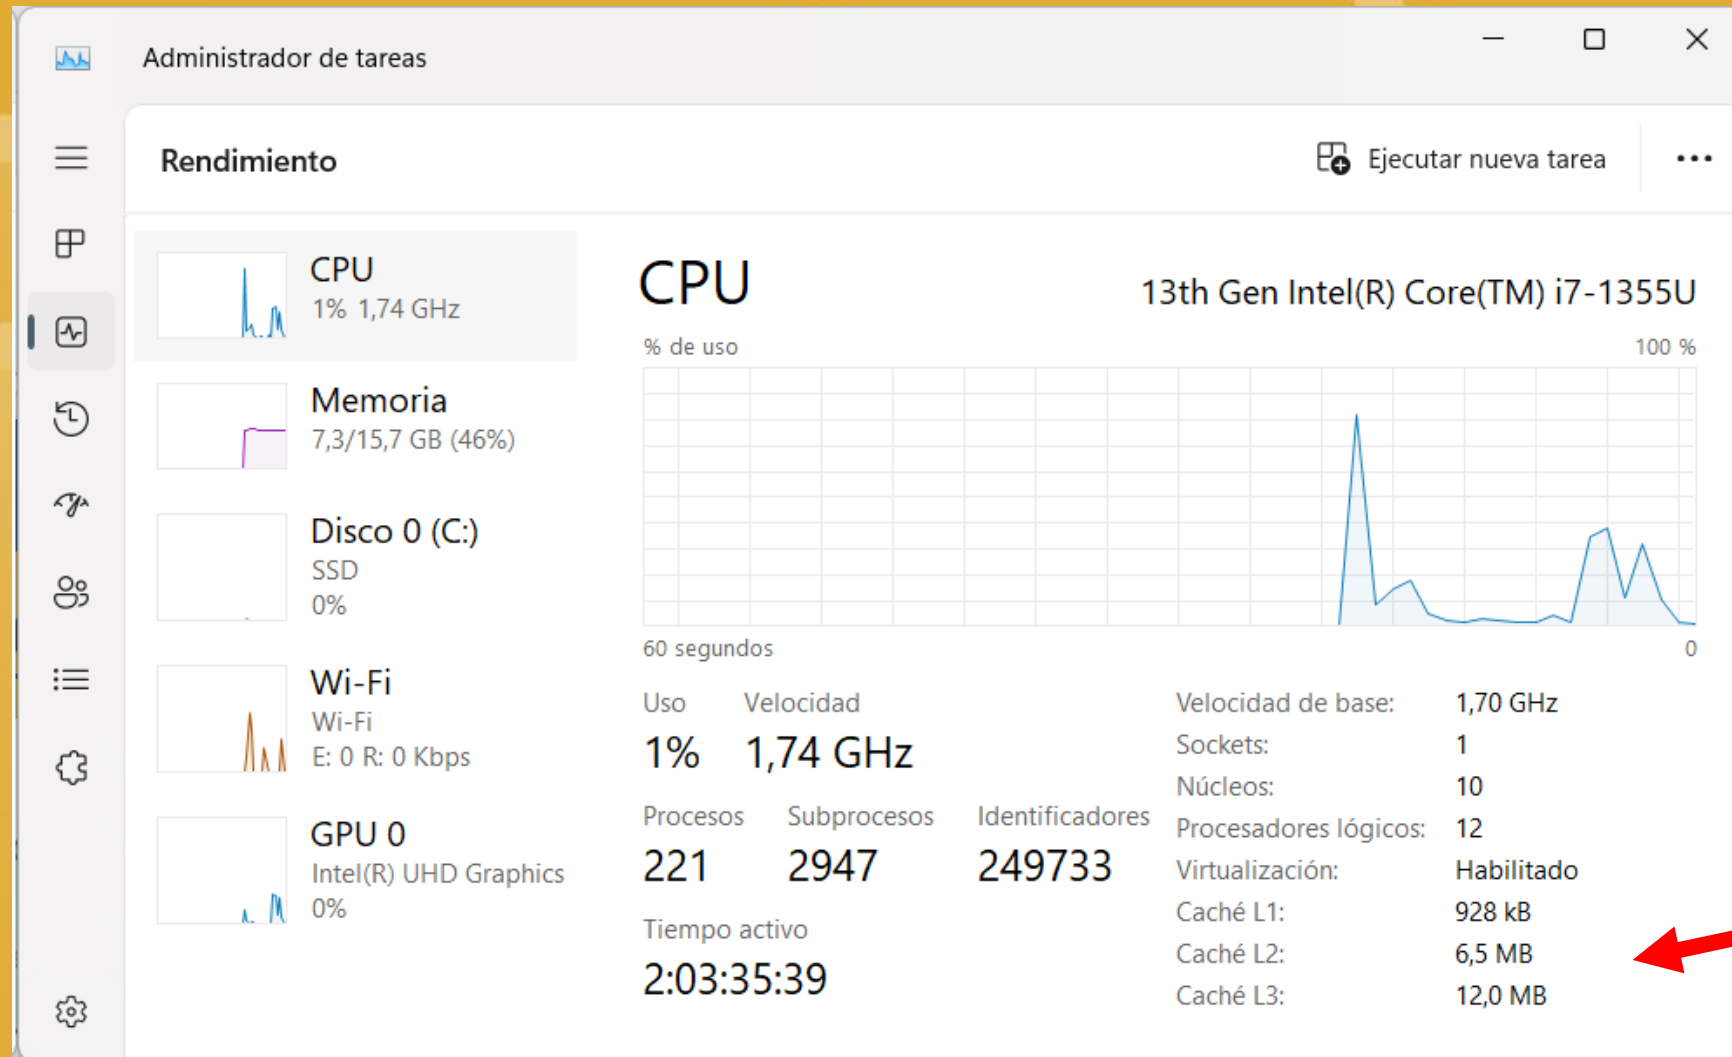 Administrador de tareas
Rendimiento
Ejecutar nueva tarea
CPU
1% 1,74 GHz
Memoria
7,3/15,7 GB (46%)
Disco 0 (C:)
SSD
0%
Wi-Fi
Wi-Fi
E: 0 R: 0 Kbps
GPU 0
Intel(R) UHD Graphics
0%
CPU
13th Gen Intel(R) Core(TM) i7-1355U
% de uso
100 %
60 segundos
0
Uso
Velocidad
1%
1,74 GHz
Procesos
Subprocesos
Identificadores
221
2947
249733
Tiempo activo
2:03:35:39
Velocidad de base: 1,70 GHz
Sockets: 1
Núcleos: 10
Procesadores lógicos: 12
Virtualización: Habilitado
Caché L1: 928 kB
Caché L2: 6,5 MB
Caché L3: 12,0 MB